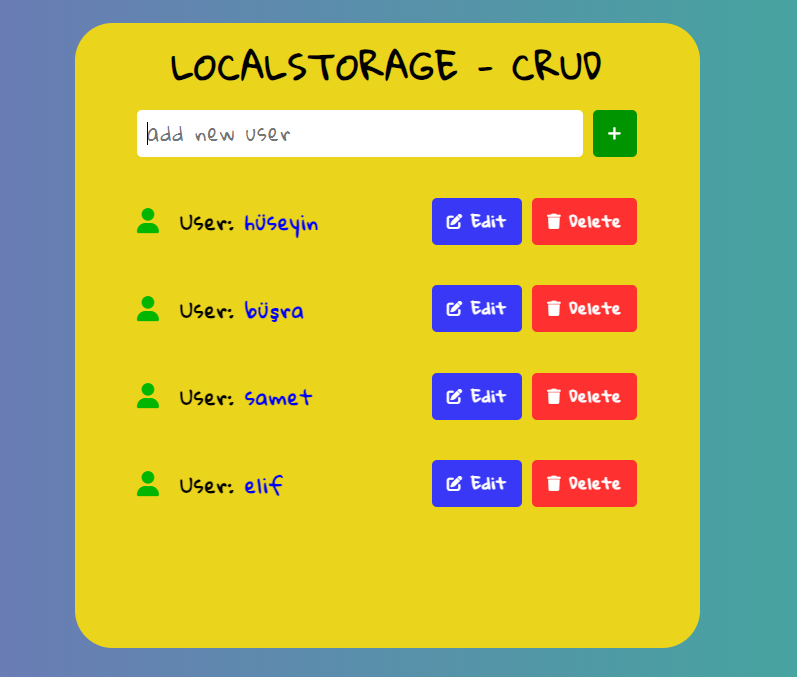 LOCALSTORAGE - CRUD
add new user +
User: hüseyin Edit Delete
User: büşra Edit Delete
User: samet Edit Delete
User: elif Edit Delete